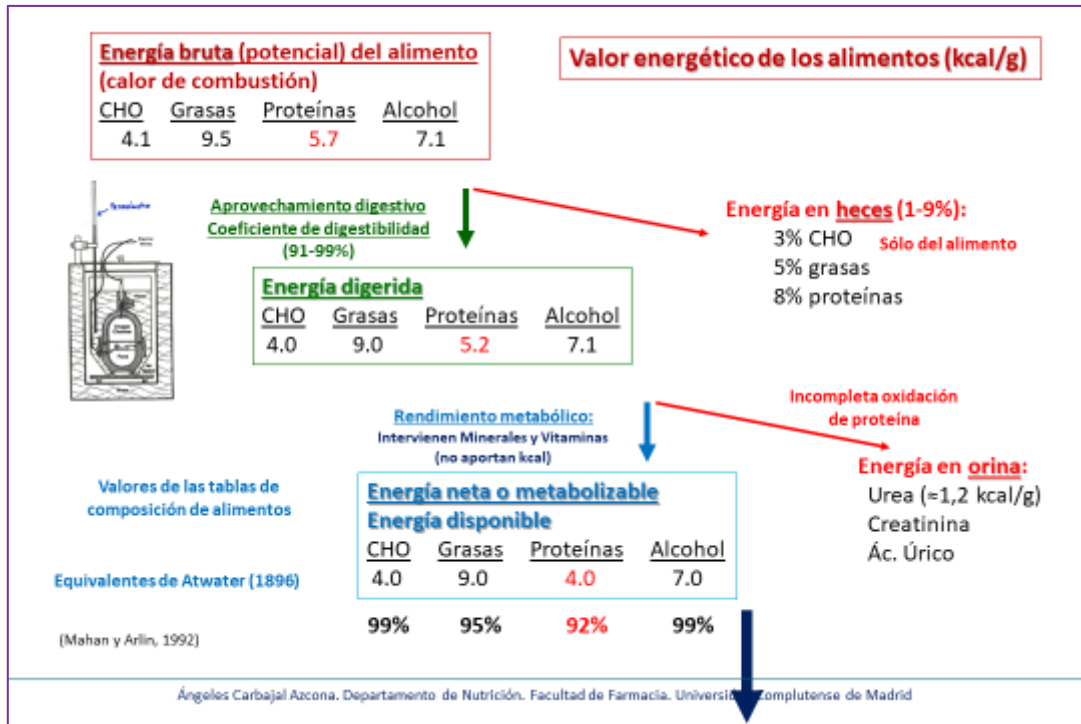 Energía bruta (potencial) del alimento
(calor de combustión)
CHO Grasas Proteínas Alcohol
4.1 9.5 5.7 7.1
Valor energético de los alimentos (kcal/g)
Aprovechamiento digestivo
Coeficiente de digestibilidad
(91-99%)
Energía en heces (1-9%):
3% CHO
Sólo del alimento
5% grasas
8% proteínas
Energía digerida
CHO Grasas Proteínas Alcohol
4.0 9.0 5.2 7.1
Rendimiento metabólico:
Intervienen Minerales y Vitaminas
(no aportan kcal)
Incompleta oxidación
de proteína
Energía en orina:
Urea (≈1,2 kcal/g)
Creatinina
Ác. Úrico
Valores de las tablas de
composición de alimentos
Energía neta o metabolizable
Energía disponible
CHO Grasas Proteínas Alcohol
4.0 9.0 4.0 7.0
Equivalentes de Atwater (1896)
99% 95% 92% 99%
(Mahan y Arlin, 1992)
Ángeles Carbajal Azcona. Departamento de Nutrición. Facultad de Farmacia. Complutense de Madrid